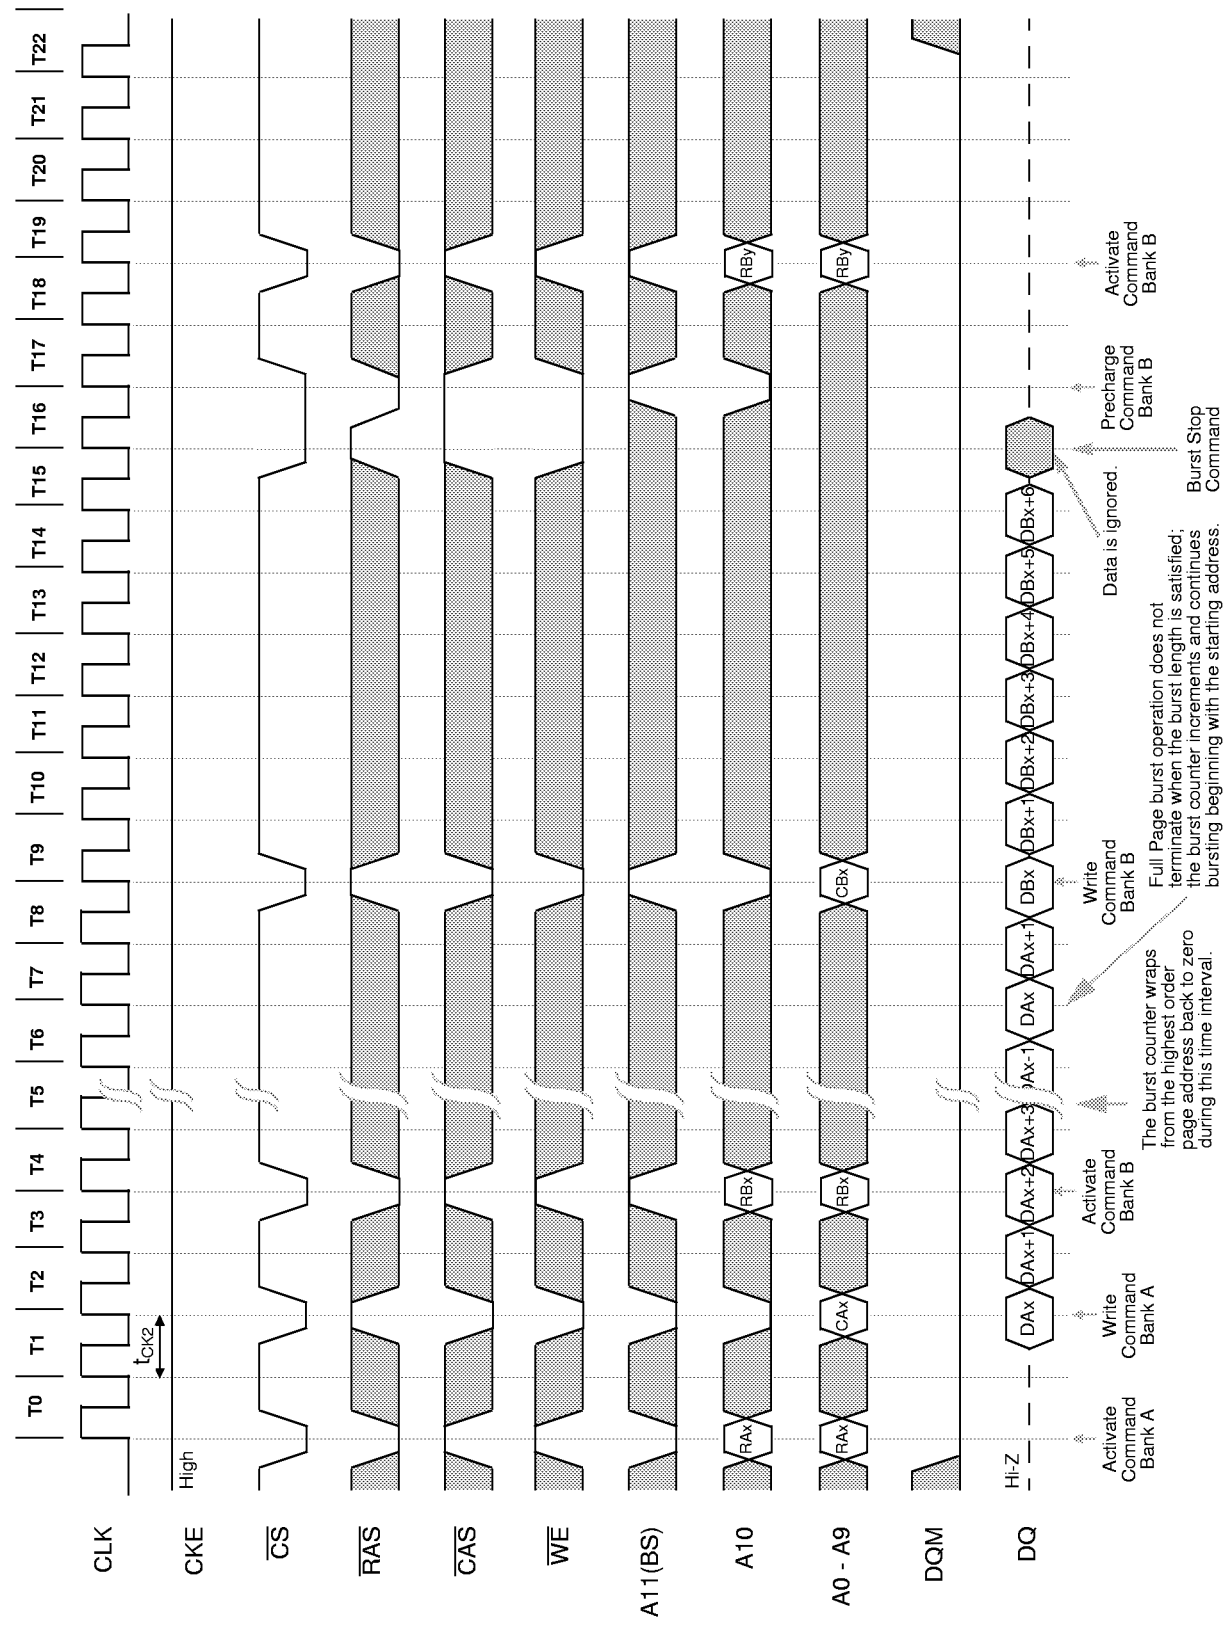 T0 T1 T2 T3 T4 T5 T6 T7 T8 T9 T10 T11 T12 T13 T14 T15 T16 T17 T18 T19 T20 T21 T22
CLK
tCK2
CKE
High
CS
RAS
CAS
WE
A11(BS)
A10
RAx RBx RBy
A0 - A9
RAx CAx RBx CBx RBy
DQM
DQ
Hi-Z
DAx DAx+1 DAx+2 DAx+3 DAx-1 DAx DAx+1 DBx DBx+1 DBx+2 DBx+3 DBx+4 DBx+5 DBx+6
Activate
Command
Bank A
Write
Command
Bank A
Activate
Command
Bank B
The burst counter wraps
from the highest order
page address back to zero
during this time interval.
Write
Command
Bank B
Full Page burst operation does not
terminate when the burst length is satisfied;
the burst counter increments and continues
bursting beginning with the starting address.
Data is ignored.
Burst Stop
Command
Precharge
Command
Bank B
Activate
Command
Bank B